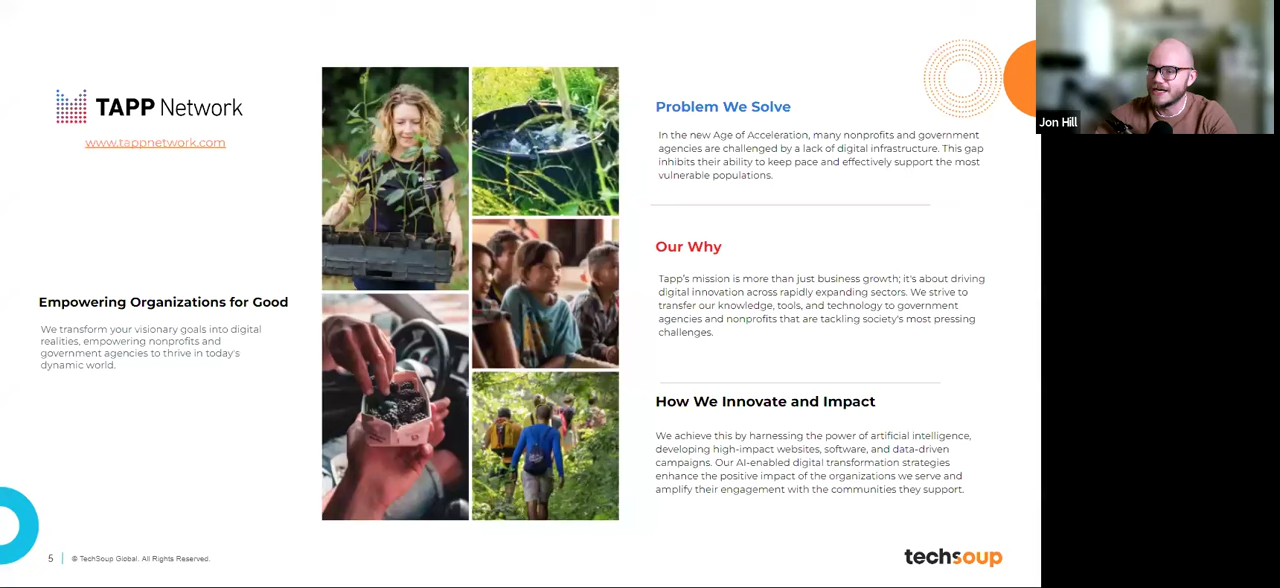 TAPP Network
www.tappnetwork.com
Empowering Organizations for Good
We transform your visionary goals into digital
realities, empowering nonprofits and
government agencies to thrive in today's
dynamic world.
Problem We Solve
In the new Age of Acceleration, many nonprofits and government
agencies are challenged by a lack of digital infrastructure. This gap
inhibits their ability to keep pace and effectively support the most
vulnerable populations.
Our Why
Tapp's mission is more than just business growth; it's about driving
digital innovation across rapidly expanding sectors. We strive to
transfer our knowledge, tools, and technology to government
agencies and nonprofits that are tackling society's most pressing
challenges.
How We Innovate and Impact
We achieve this by harnessing the power of artificial intelligence,
developing high-impact websites, software, and data-driven
campaigns. Our AI-enabled digital transformation strategies
enhance the positive impact of the organizations we serve and
amplify their engagement with the communities they support.
5
© TechSoup Global. All Rights Reserved.
techsoup
Jon Hill